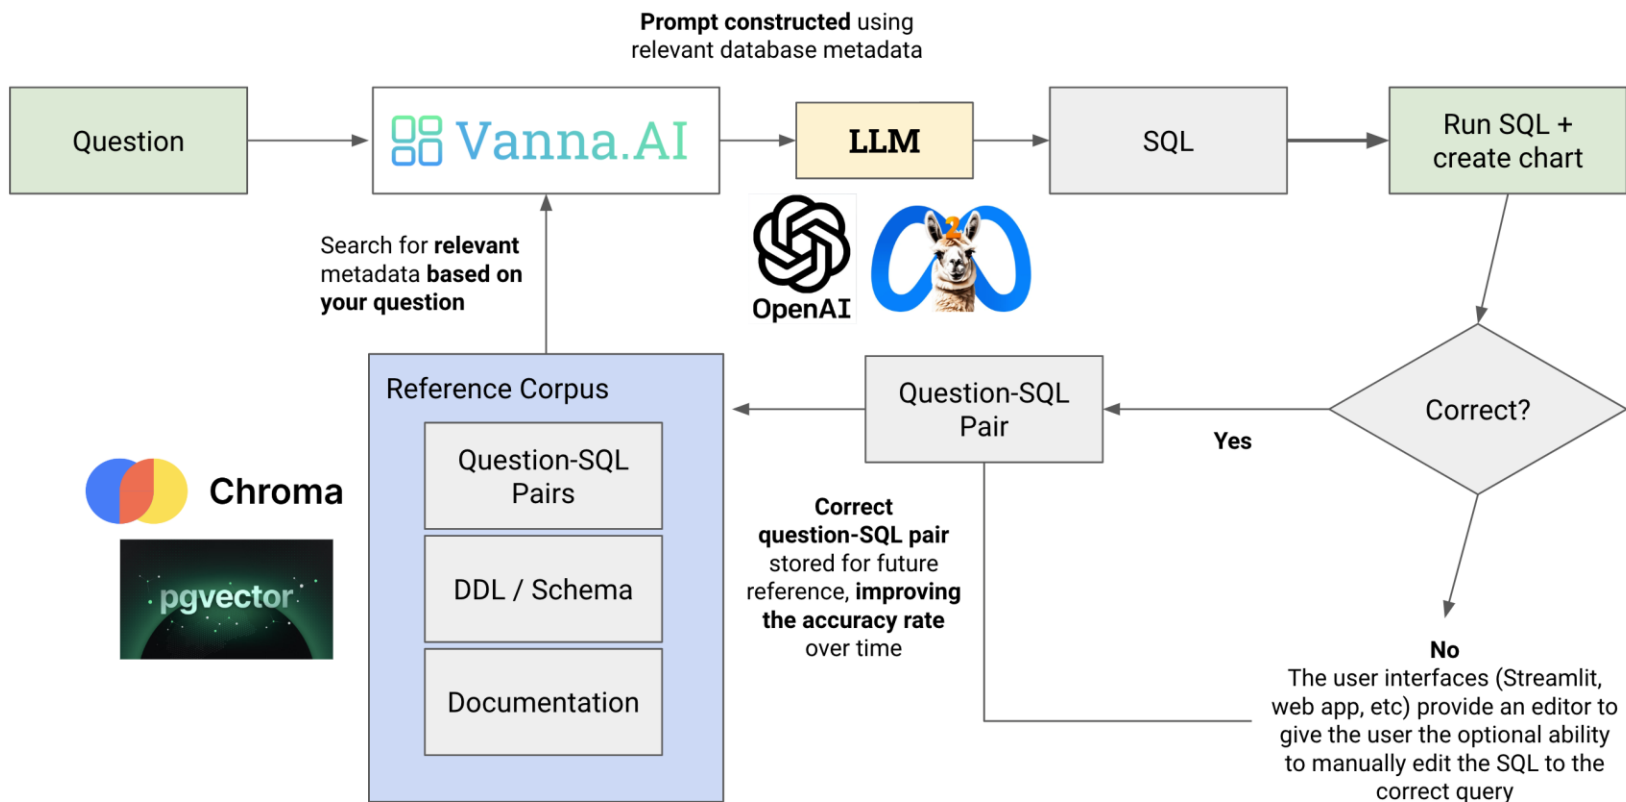 Prompt constructed using
relevant database metadata
Question
Vanna.AI
LLM
SQL
Run SQL +
create chart
OpenAI
2
Search for relevant
metadata based on
your question
Reference Corpus
Question-SQL
Pairs
DDL / Schema
Documentation
Chroma
pgvector
Question-SQL
Pair
Correct?
Yes
Correct
question-SQL pair
stored for future
reference, improving
the accuracy rate
over time
No
The user interfaces (Streamlit,
web app, etc) provide an editor to
give the user the optional ability
to manually edit the SQL to the
correct query